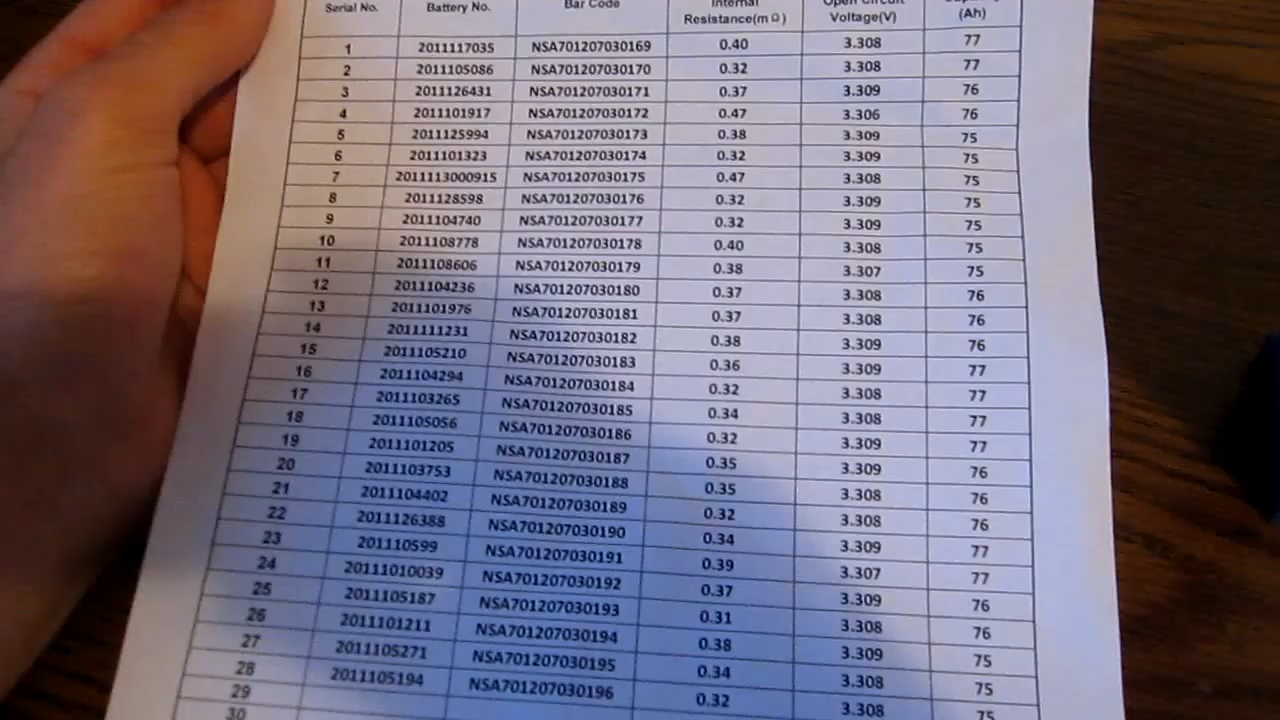 Serial No. Battery No. Bar Code Internal Resistance(mΩ) Open Circuit Voltage(V) (Ah)
1 2011117035 NSA701207030169 0.40 3.308 77
2 2011105086 NSA701207030170 0.32 3.308 77
3 2011126431 NSA701207030171 0.37 3.309 76
4 2011101917 NSA701207030172 0.47 3.306 76
5 2011125994 NSA701207030173 0.38 3.309 75
6 2011101323 NSA701207030174 0.32 3.309 75
7 2011113000915 NSA701207030175 0.47 3.308 75
8 2011128598 NSA701207030176 0.32 3.309 75
9 2011104740 NSA701207030177 0.32 3.309 75
10 2011108778 NSA701207030178 0.40 3.308 75
11 2011108606 NSA701207030179 0.38 3.307 75
12 2011104236 NSA701207030180 0.37 3.308 76
13 2011101976 NSA701207030181 0.37 3.308 76
14 2011111231 NSA701207030182 0.38 3.309 76
15 2011105210 NSA701207030183 0.36 3.309 77
16 2011104294 NSA701207030184 0.32 3.308 77
17 2011103265 NSA701207030185 0.34 3.308 77
18 2011105056 NSA701207030186 0.32 3.309 77
19 2011101205 NSA701207030187 0.35 3.309 76
20 2011103753 NSA701207030188 0.35 3.308 76
21 2011104402 NSA701207030189 0.32 3.308 76
22 2011126388 NSA701207030190 0.34 3.309 77
23 201110599 NSA701207030191 0.39 3.307 77
24 20111010039 NSA701207030192 0.37 3.309 76
25 2011105187 NSA701207030193 0.31 3.308 76
26 2011101211 NSA701207030194 0.38 3.309 75
27 2011105271 NSA701207030195 0.34 3.308 75
28 2011105194 NSA701207030196 0.32 3.308 75
29
30